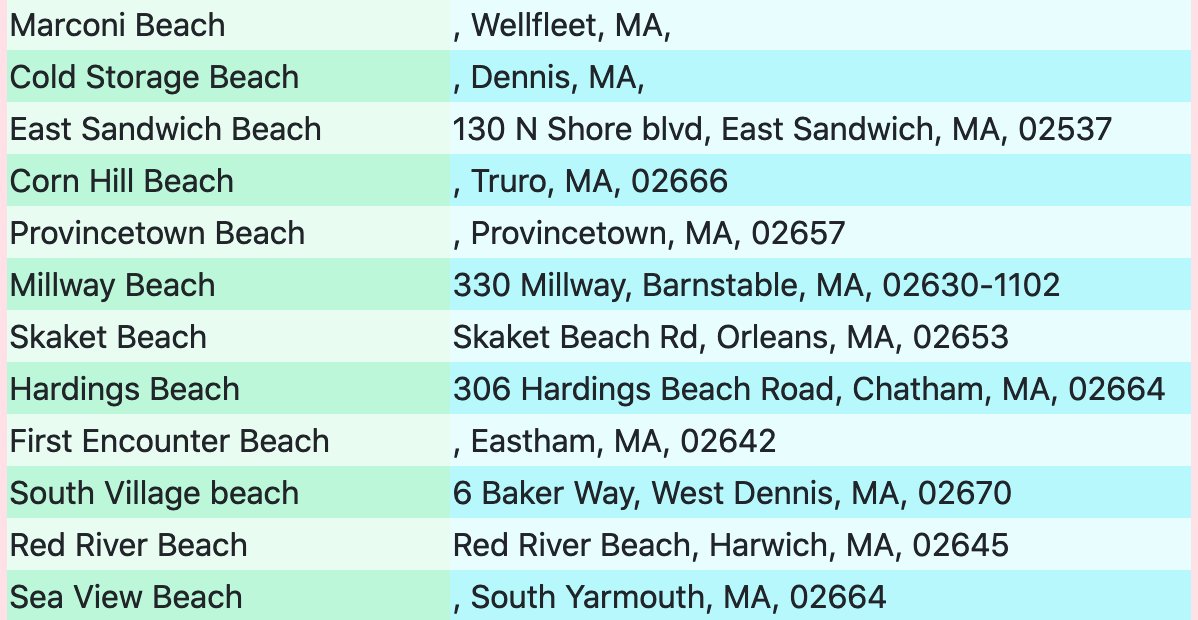 Marconi Beach , Wellfleet, MA,
Cold Storage Beach , Dennis, MA,
East Sandwich Beach 130 N Shore blvd, East Sandwich, MA, 02537
Corn Hill Beach , Truro, MA, 02666
Provincetown Beach , Provincetown, MA, 02657
Millway Beach 330 Millway, Barnstable, MA, 02630-1102
Skaket Beach Skaket Beach Rd, Orleans, MA, 02653
Hardings Beach 306 Hardings Beach Road, Chatham, MA, 02664
First Encounter Beach , Eastham, MA, 02642
South Village beach 6 Baker Way, West Dennis, MA, 02670
Red River Beach Red River Beach, Harwich, MA, 02645
Sea View Beach , South Yarmouth, MA, 02664